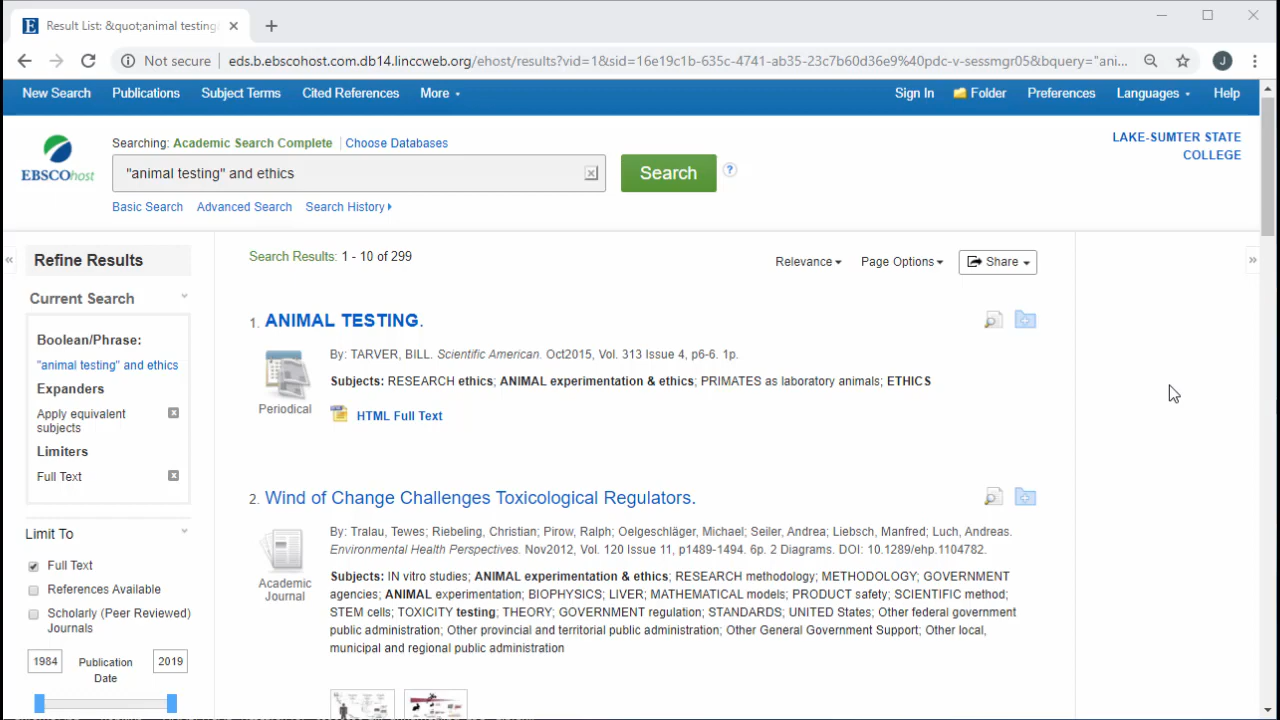 Result List: &quot;animal testing
Not secure
eds.b.ebscohost.com.db14.linccweb.org/ehost/results?vid=1&sid=16e19c1b-635c-4741-ab35-23c7b60d36e9%40pdc-v-sessmgr05&bquery="ani...
J
New Search Publications Subject Terms Cited References More Sign In Folder Preferences Languages Help
EBSCOhost
Searching: Academic Search Complete Choose Databases
"animal testing" and ethics
Search
?
Basic Search Advanced Search Search History
LAKE-SUMTER STATE
COLLEGE
Refine Results
Current Search
Boolean/Phrase:
"animal testing" and ethics
Expanders
Apply equivalent
subjects
Limiters
Full Text
Limit To
Full Text
References Available
Scholarly (Peer Reviewed)
Journals
1984 Publication 2019
Date
Search Results: 1 - 10 of 299
Relevance Page Options Share
1. ANIMAL TESTING.
By: TARVER, BILL. Scientific American. Oct2015, Vol. 313 Issue 4, p6-6. 1p.
Subjects: RESEARCH ethics; ANIMAL experimentation & ethics; PRIMATES as laboratory animals; ETHICS
Periodical
HTML Full Text
2. Wind of Change Challenges Toxicological Regulators.
By: Tralau, Tewes; Riebeling, Christian; Pirow, Ralph; Oelgeschläger, Michael; Seiler, Andrea; Liebsch, Manfred; Luch, Andreas.
Environmental Health Perspectives. Nov2012, Vol. 120 Issue 11, p1489-1494. 6p. 2 Diagrams. DOI: 10.1289/ehp.1104782.
Academic
Journal
Subjects: IN vitro studies; ANIMAL experimentation & ethics; RESEARCH methodology; METHODOLOGY; GOVERNMENT
agencies; ANIMAL experimentation; BIOPHYSICS; LIVER; MATHEMATICAL models; PRODUCT safety; SCIENTIFIC method;
STEM cells; TOXICITY testing; THEORY; GOVERNMENT regulation; STANDARDS; UNITED States; Other federal government
public administration; Other provincial and territorial public administration; Other General Government Support; Other local,
municipal and regional public administration